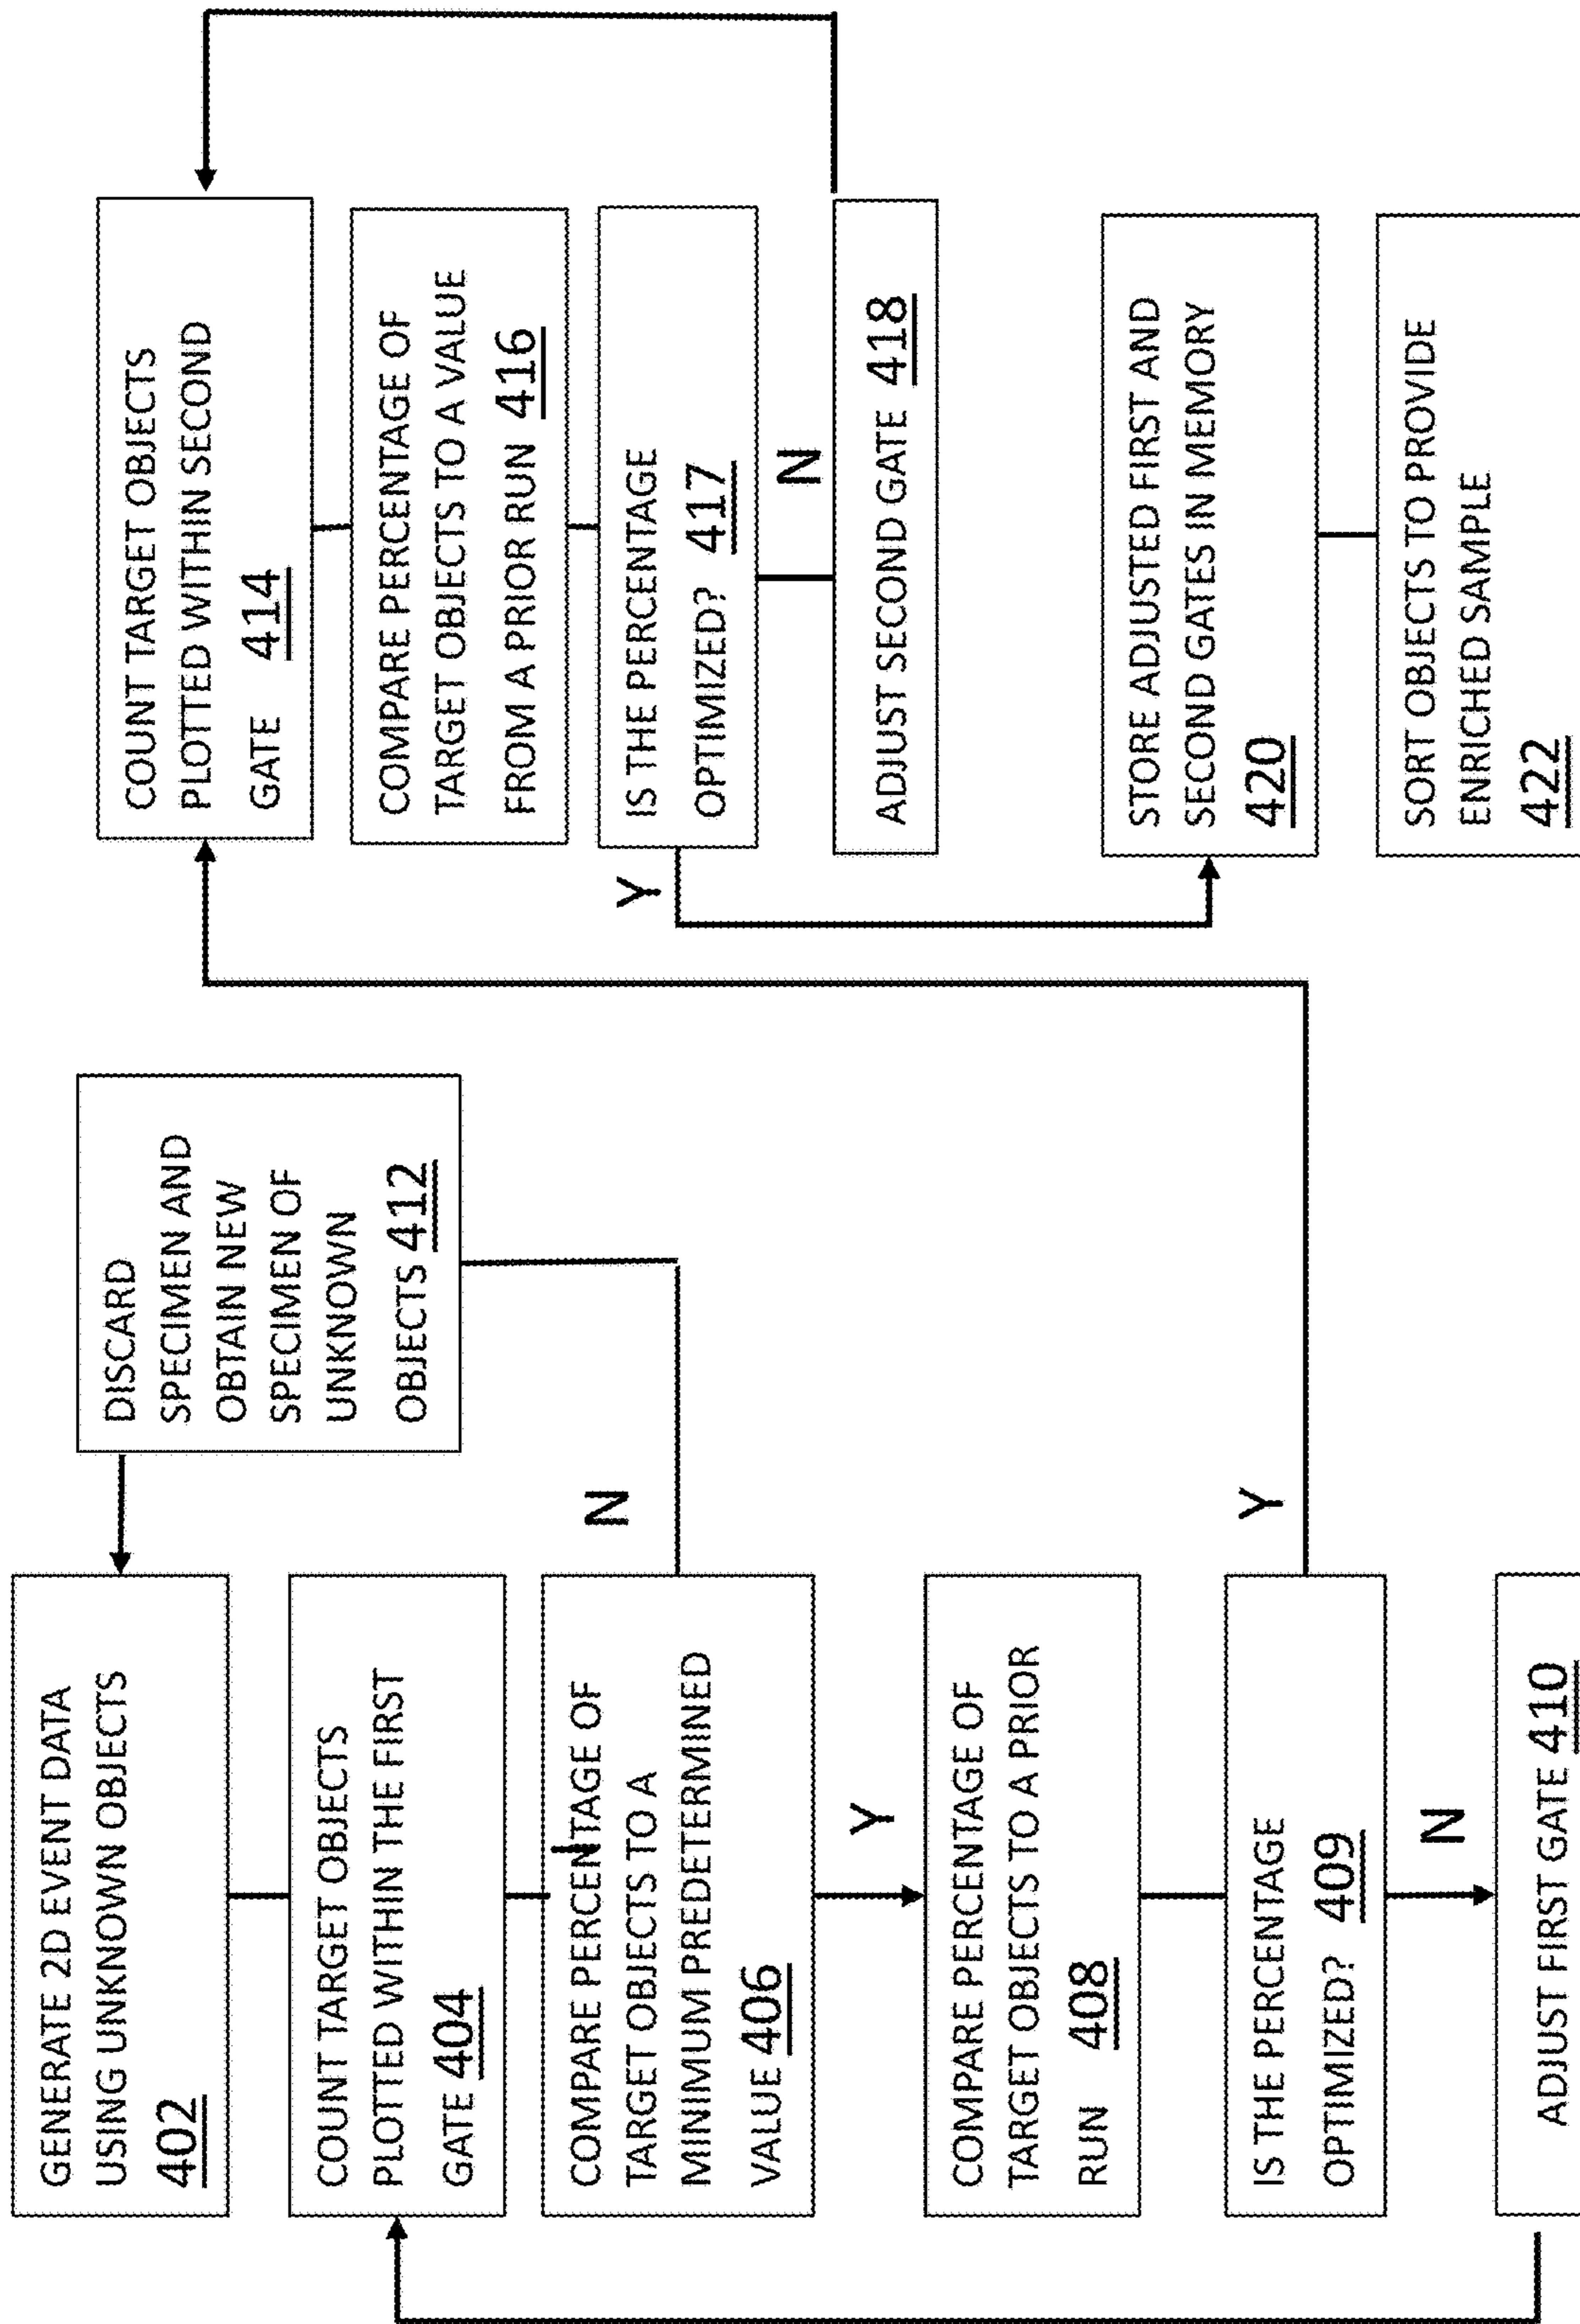 GENERATE 2D EVENT DATA
USING UNKNOWN OBJECTS
402
COUNT TARGET OBJECTS
PLOTTED WITHIN THE FIRST
GATE 404
COMPARE PERCENTAGE OF
TARGET OBJECTS TO A
MINIMUM PREDETERMINED
VALUE 406
N
DISCARD
SPECIMEN AND
OBTAIN NEW
SPECIMEN OF
UNKNOWN
OBJECTS 412
Y
COMPARE PERCENTAGE OF
TARGET OBJECTS TO A PRIOR
RUN 408
IS THE PERCENTAGE
OPTIMIZED? 409
Y
N
ADJUST FIRST GATE 410
COUNT TARGET OBJECTS
PLOTTED WITHIN SECOND
GATE 414
COMPARE PERCENTAGE OF
TARGET OBJECTS TO A VALUE
FROM A PRIOR RUN 416
IS THE PERCENTAGE
OPTIMIZED? 417
Y
N
ADJUST SECOND GATE 418
STORE ADJUSTED FIRST AND
SECOND GATES IN MEMORY
420
SORT OBJECTS TO PROVIDE
ENRICHED SAMPLE
422